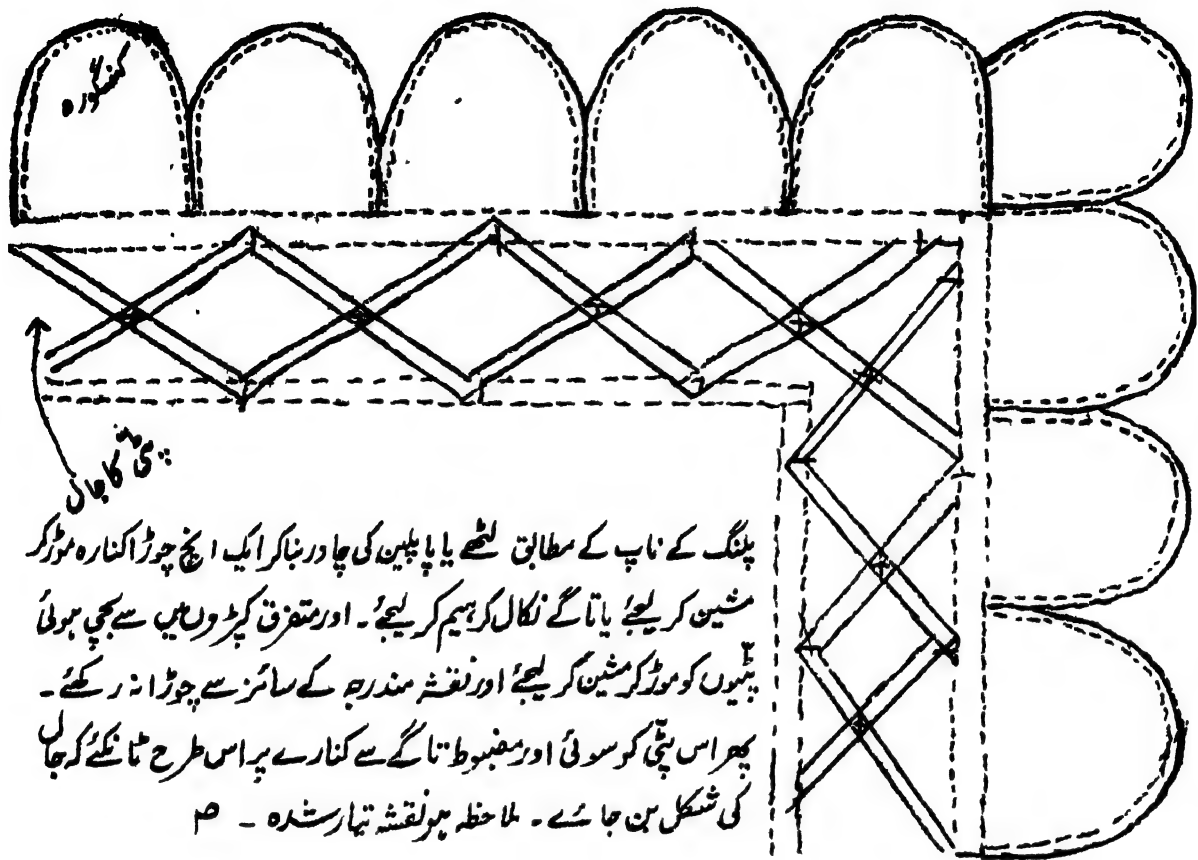 کنگورہ
پٹی کا جال
پلنگ کے ناپ کے مطابق لٹھے یا پاپلین کی چادر بناکر ایک انچ چوڑا کنارہ موڑ کر
مشین کر لیجئے یا تاگے نکال کر ہیم کر لیجئے۔ اور متفرق کپڑوں میں سے بچی ہوئی
پٹیوں کو موڑ کر مشین کر لیجئے اور نقشہ مندرجہ کے سائز سے چوڑا نہ رکھئے۔
پھر اس پٹی کو سوئی اور مضبوط تاگے سے کنارے پر اس طرح ٹانکئے کہ جال
کی شکل بن جائے۔ ملاحظہ ہو نقشہ تیار شدہ۔